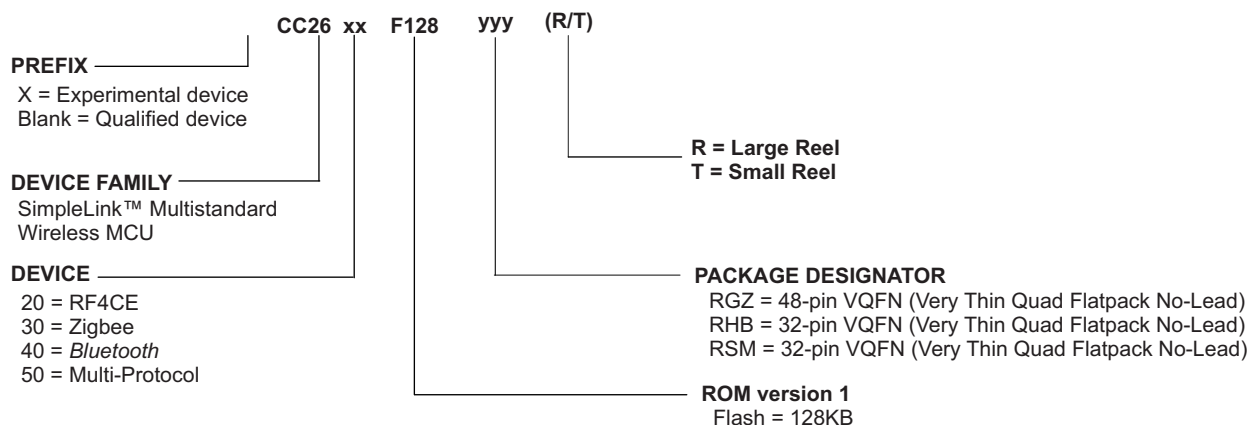 CC26 xx F128 yyy (R/T)
PREFIX
X = Experimental device
Blank = Qualified device
DEVICE FAMILY
SimpleLink™ Multistandard
Wireless MCU
DEVICE
20 = RF4CE
30 = Zigbee
40 = Bluetooth
50 = Multi-Protocol
R = Large Reel
T = Small Reel
PACKAGE DESIGNATOR
RGZ = 48-pin VQFN (Very Thin Quad Flatpack No-Lead)
RHB = 32-pin VQFN (Very Thin Quad Flatpack No-Lead)
RSM = 32-pin VQFN (Very Thin Quad Flatpack No-Lead)
ROM version 1
Flash = 128KB